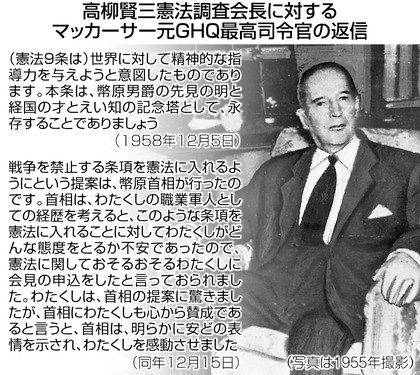 高柳賢三憲法調査会長に対する
マッカーサー元GHQ最高司令官の返信
（憲法9条は）世界に対して精神的な指
導力を与えようと意図したものであり
ます。本条は、幣原男爵の先見の明と
経国の才とえい知の記念塔として、永
存することでありましょう
（1958年12月5日）
戦争を禁止する条項を憲法に入れるよ
うにという提案は、幣原首相が行ったの
です。首相は、わたくしの職業軍人とし
ての経歴を考えると、このような条項を
憲法に入れることに対してわたくしがど
んな態度をとるか不安であったので、
憲法に関しておそるおそるわたくしに
会見の申込をしたと言っておられまし
た。わたくしは、首相の提案に驚きまし
たが、首相にわたくしも心から賛成であ
ると言うと、首相は、明らかに安どの表
情を示され、わたくしを感動させました
（同年12月15日）
（写真は1955年撮影）